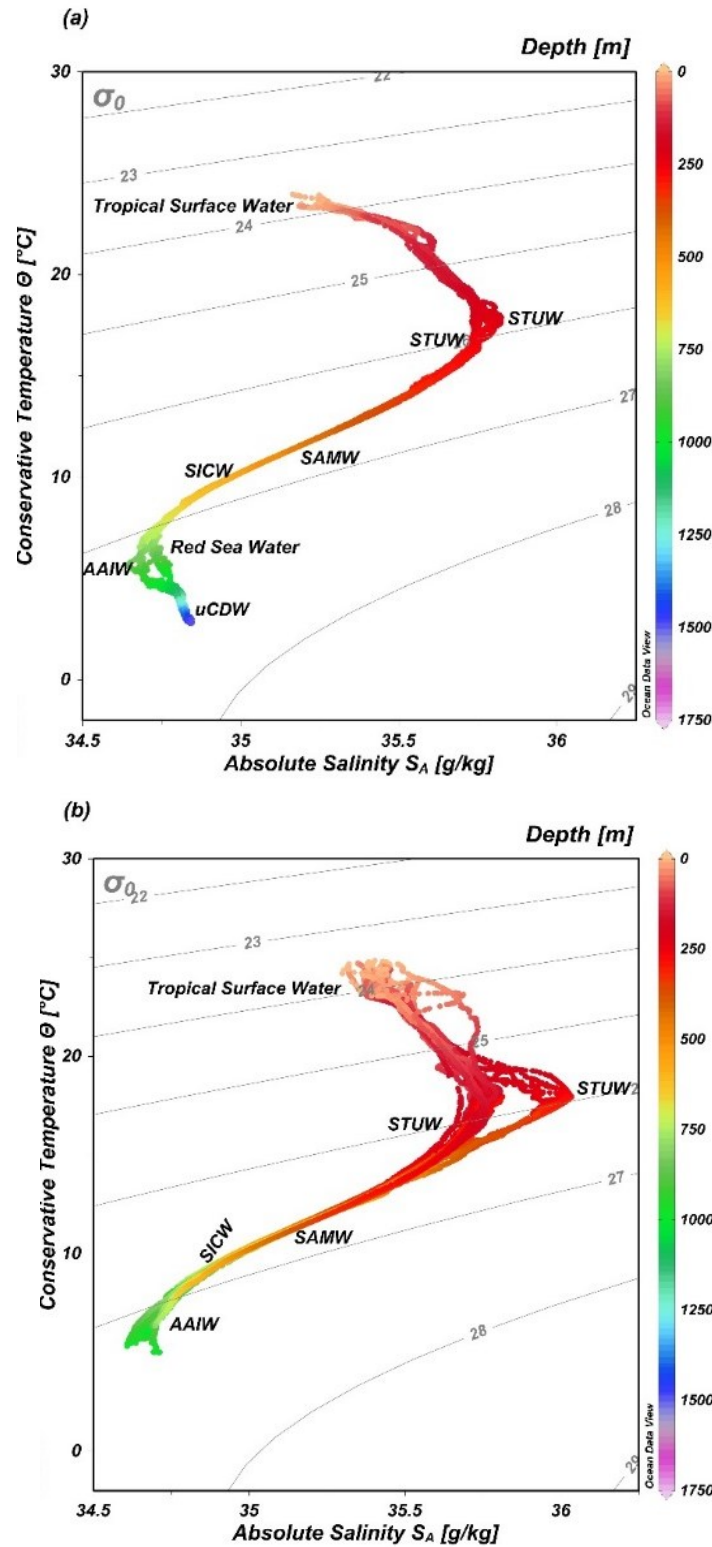 (a)
Depth [m]
30
σ0
22
0
23
Tropical Surface Water
24
250
20
25
STUW
STUW
26
500
27
750
SICW
SAMW
10
28
1000
Red Sea Water
AAIW
uCDW
1250
0
1500
29
1750
34.5
35
35.5
36
Conservative Temperature Θ [°C]
Absolute Salinity SA [g/kg]
Ocean Data View
(b)
Depth [m]
30
σ0
22
0
23
Tropical Surface Water
24
250
20
25
STUW
STUW
2
500
27
750
SICW
SAMW
10
28
1000
AAIW
1250
0
1500
29
1750
34.5
35
35.5
36
Conservative Temperature Θ [°C]
Absolute Salinity SA [g/kg]
Ocean Data View